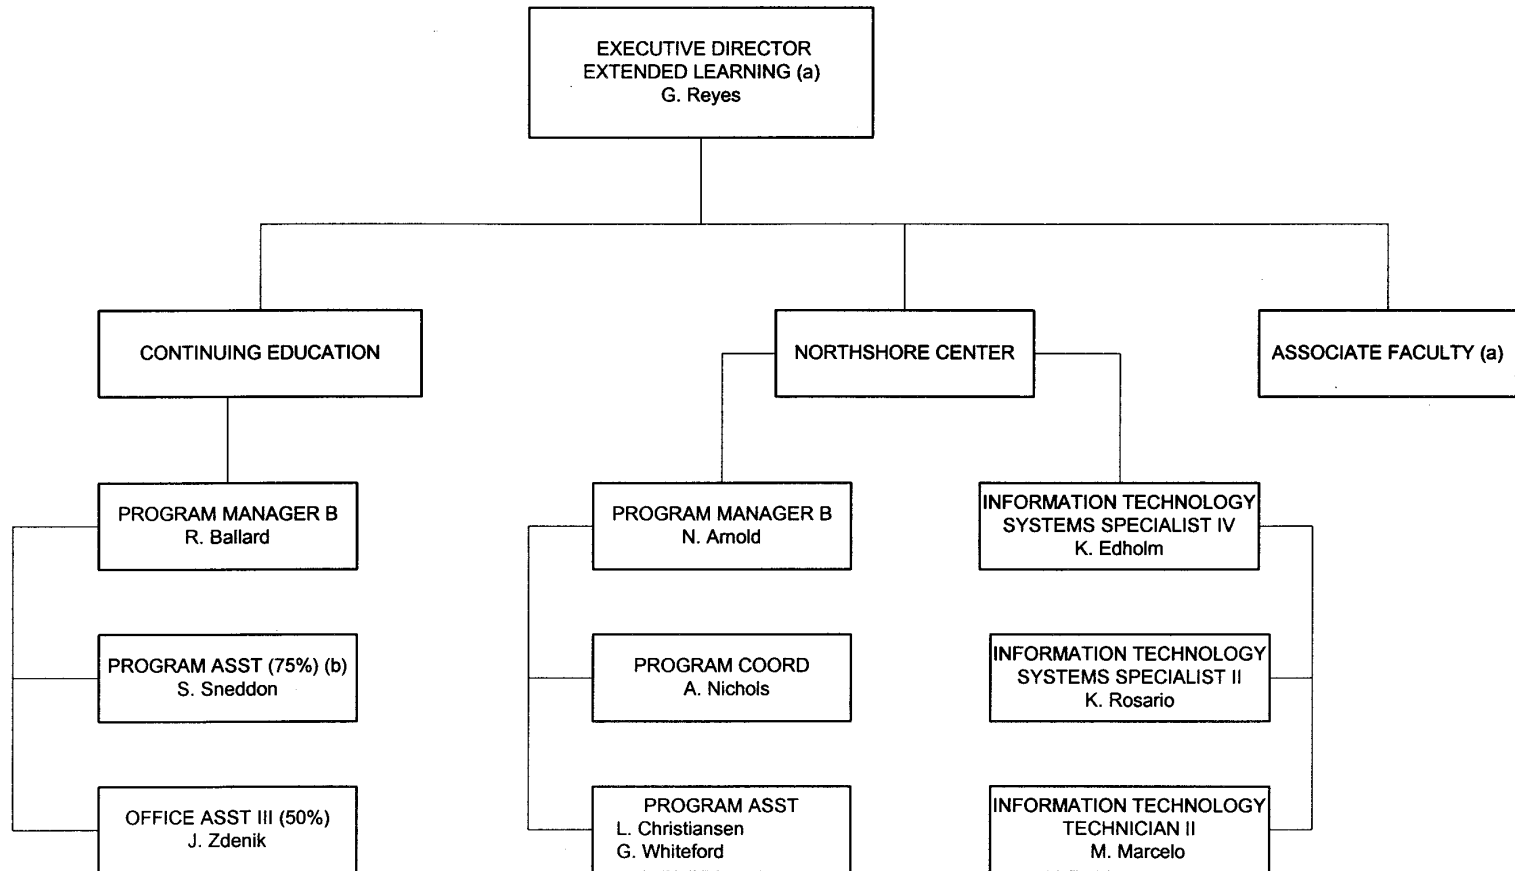 EXECUTIVE DIRECTOR
EXTENDED LEARNING (a)
G. Reyes
CONTINUING EDUCATION
NORTHSHORE CENTER
ASSOCIATE FACULTY (a)
PROGRAM MANAGER B
R. Ballard
PROGRAM MANAGER B
N. Arnold
INFORMATION TECHNOLOGY
SYSTEMS SPECIALIST IV
K. Edholm
PROGRAM ASST (75%) (b)
S. Sneddon
PROGRAM COORD
A. Nichols
INFORMATION TECHNOLOGY
SYSTEMS SPECIALIST II
K. Rosario
OFFICE ASST III (50%)
J. Zdenik
PROGRAM ASST
L. Christiansen
G. Whiteford
INFORMATION TECHNOLOGY
TECHNICIAN II
M. Marcelo